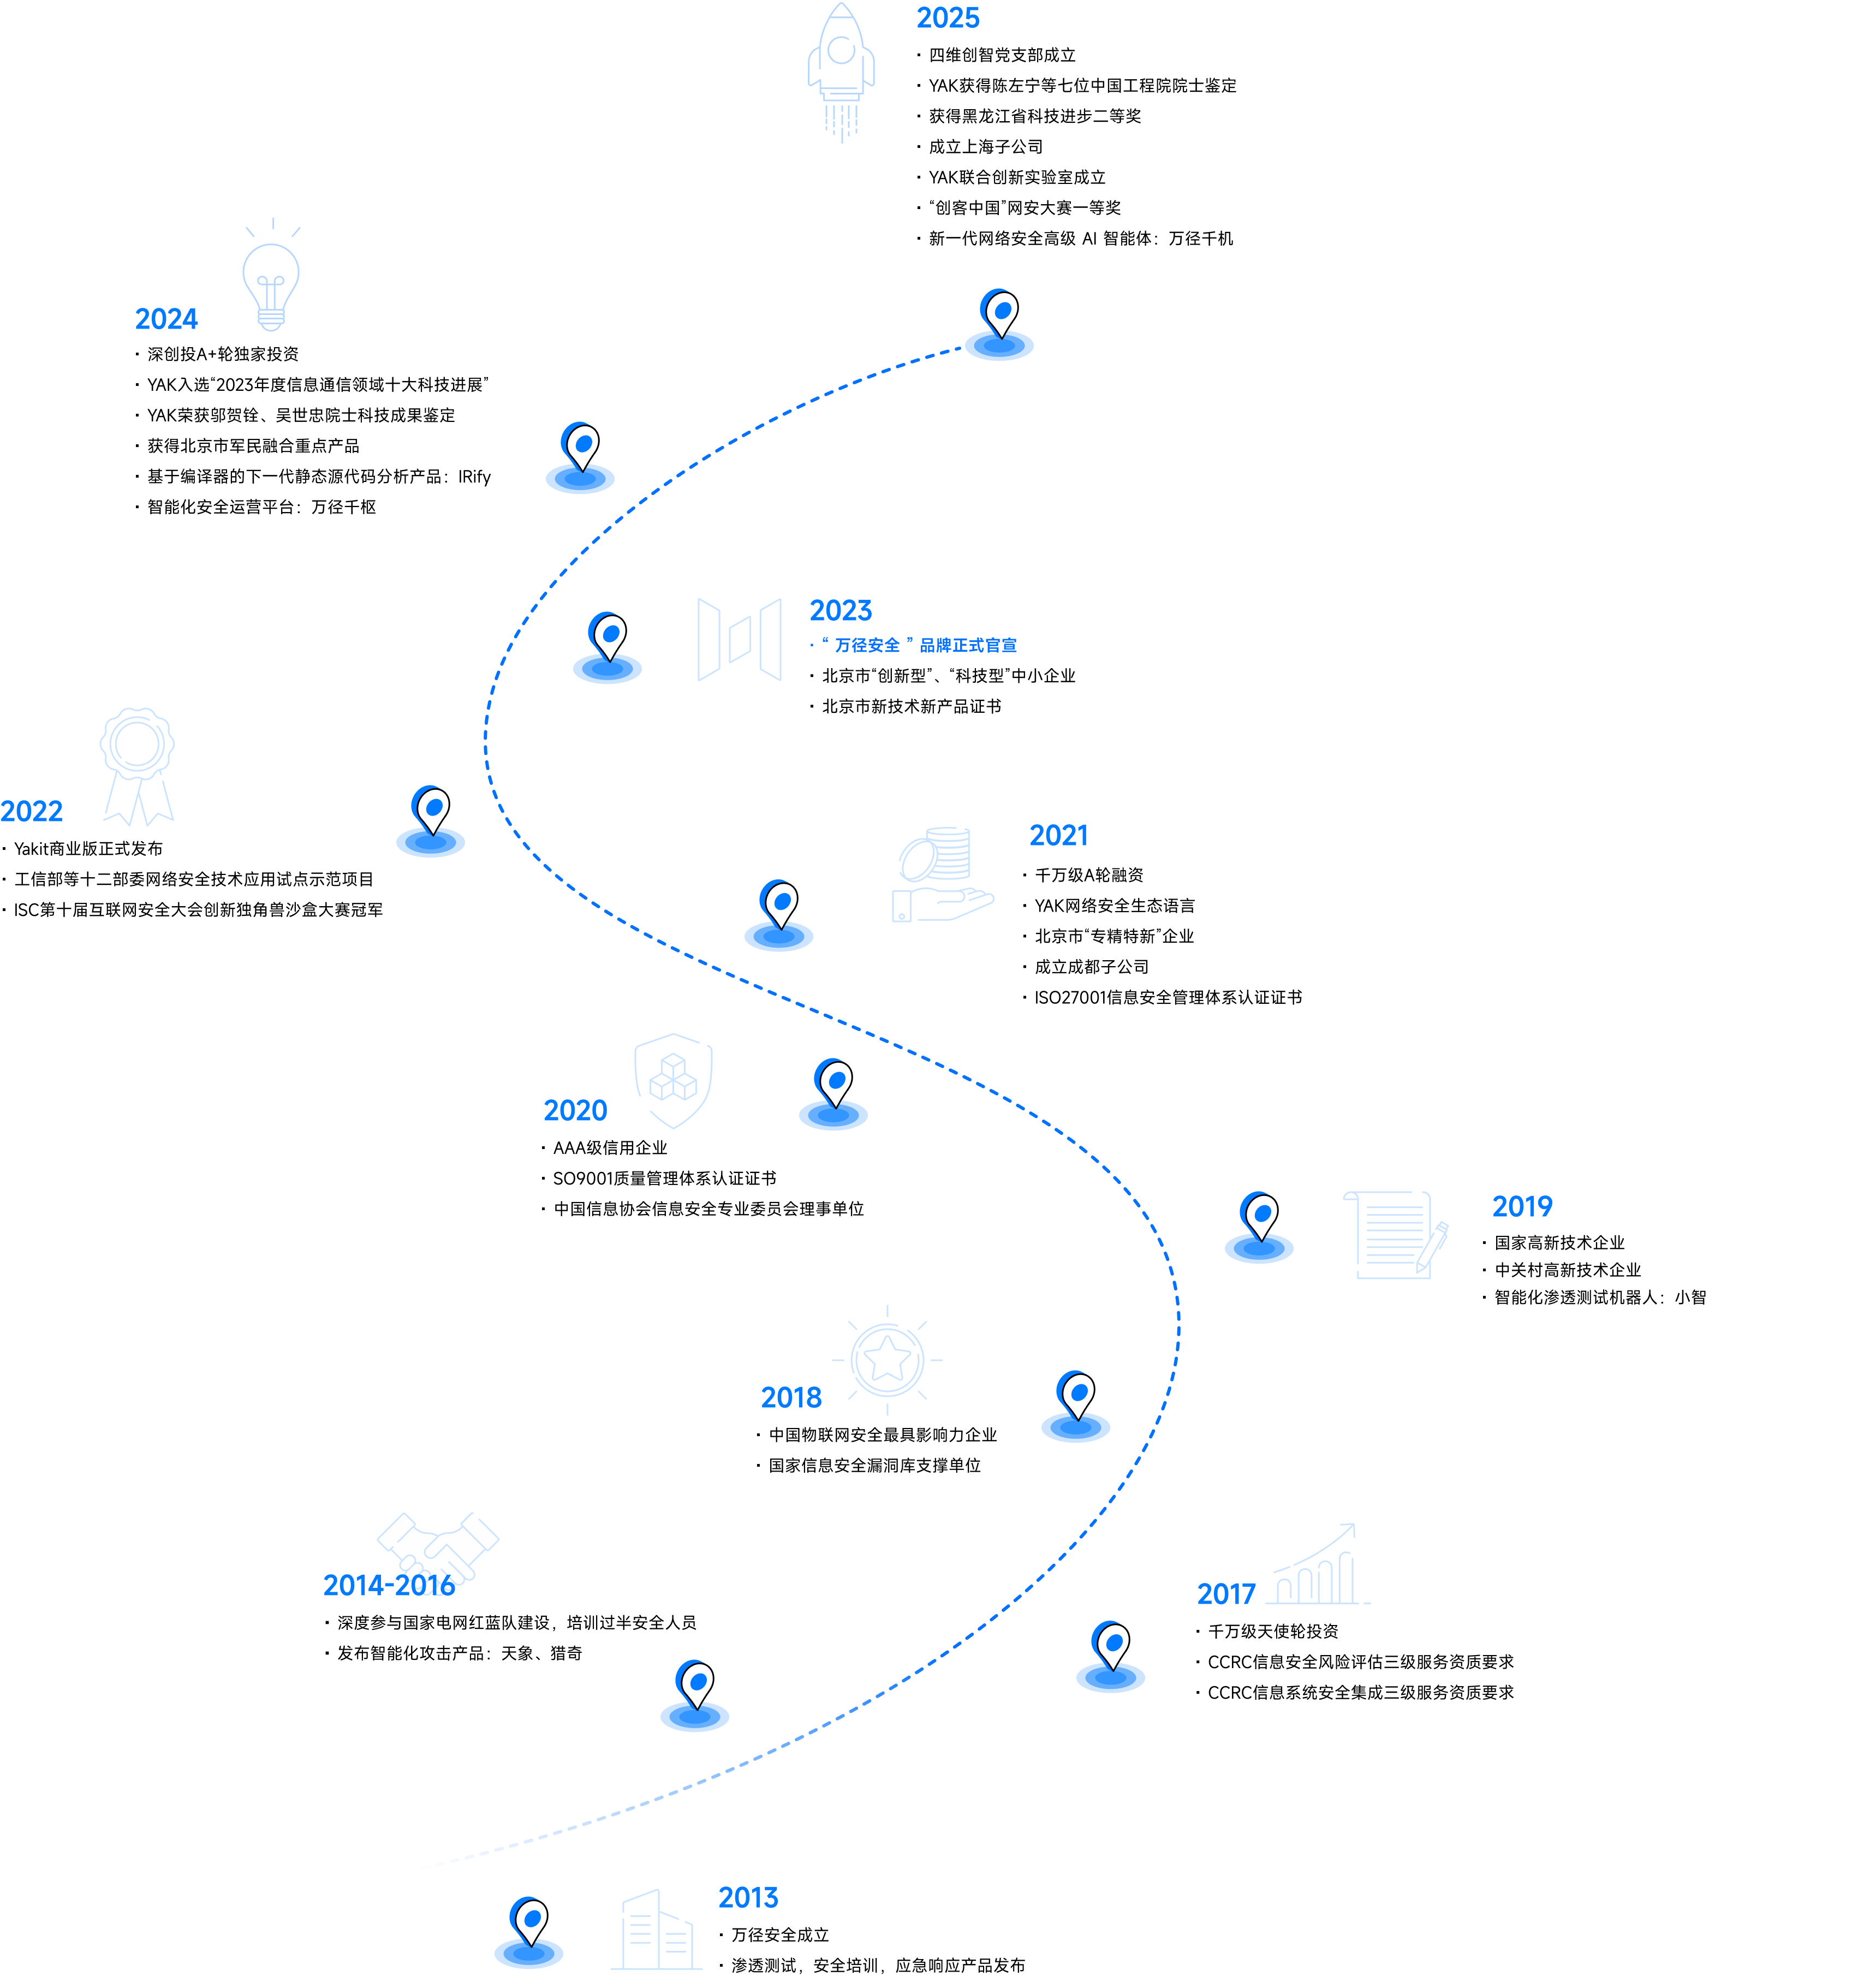 2025
· 四维创智党支部成立
· YAK获得陈左宁等七位中国工程院院士鉴定
· 获得黑龙江省科技进步二等奖
· 成立上海子公司
· YAK联合创新实验室成立
· “创客中国”网安大赛一等奖
· 新一代网络安全高级 AI 智能体：万径千机
2024
· 深创投A+轮独家投资
· YAK入选“2023年度信息通信领域十大科技进展”
· YAK荣获邬贺铨、吴世忠院士科技成果鉴定
· 获得北京市军民融合重点产品
· 基于编译器的下一代静态源代码分析产品：IRify
· 智能化安全运营平台：万径千枢
2023
· “ 万径安全 ” 品牌正式官宣
· 北京市“创新型”、“科技型”中小企业
· 北京市新技术新产品证书
2022
· Yakit商业版正式发布
· 工信部等十二部委网络安全技术应用试点示范项目
· ISC第十届互联网安全大会创新独角兽沙盒大赛冠军
2021
· 千万级A轮融资
· YAK网络安全生态语言
· 北京市“专精特新”企业
· 成立成都子公司
· ISO27001信息安全管理体系认证证书
2020
· AAA级信用企业
· SO9001质量管理体系认证证书
· 中国信息协会信息安全专业委员会理事单位
2019
· 国家高新技术企业
· 中关村高新技术企业
· 智能化渗透测试机器人：小智
2018
· 中国物联网安全最具影响力企业
· 国家信息安全漏洞库支撑单位
2017
· 千万级天使轮投资
· CCRC信息安全风险评估三级服务资质要求
· CCRC信息系统安全集成三级服务资质要求
2014-2016
· 深度参与国家电网红蓝队建设，培训过半安全人员
· 发布智能化攻击产品：天象、猎奇
2013
· 万径安全成立
· 渗透测试，安全培训，应急响应产品发布